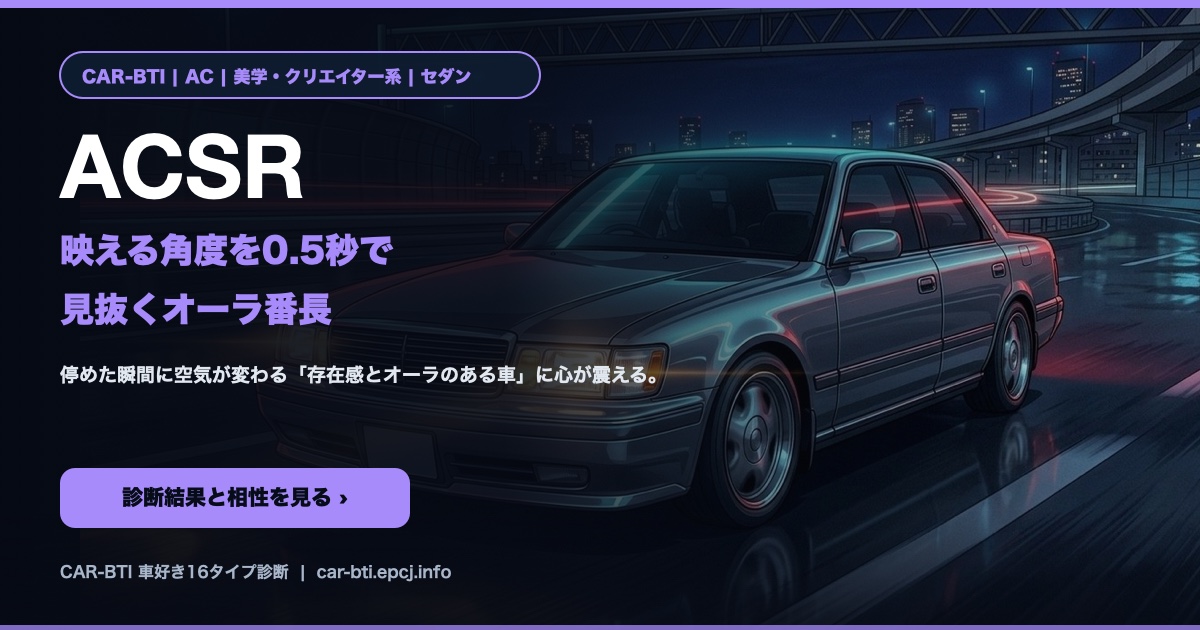 CAR-BTI | AC | 美学・クリエイター系 | セダン
ACSR
映える角度を0.5秒で
見抜くオーラ番長
停めた瞬間に空気が変わる「存在感とオーラのある車」に心が震える。
診断結果と相性を見る ›
CAR-BTI 車好き16タイプ診断 | car-bti.epcj.info